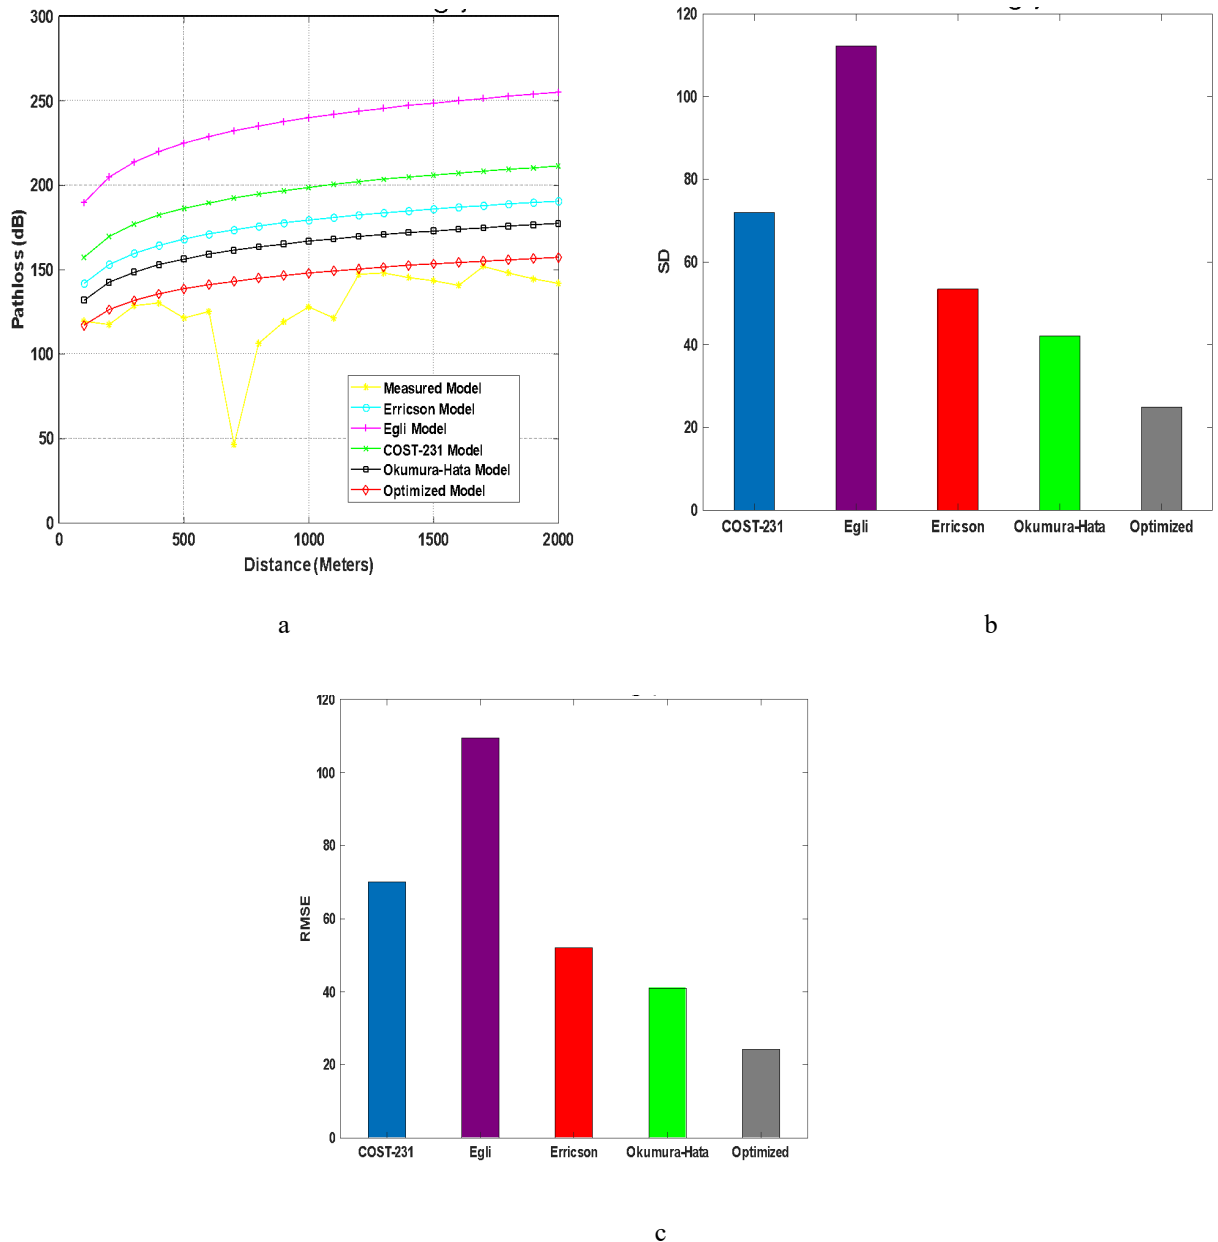 300
250
200
150
100
50
0
Pathloss (dB)
Measured Model
Erricson Model
Egli Model
COST-231 Model
Okumura-Hata Model
Optimized Model
0 500 1000 1500 2000
Distance (Meters)
a
120
100
80
60
40
20
0
SD
COST-231 Egli Erricson Okumura-Hata Optimized
b
120
100
80
60
40
20
0
RMSE
COST-231 Egli Erricson Okumura-Hata Optimized
c